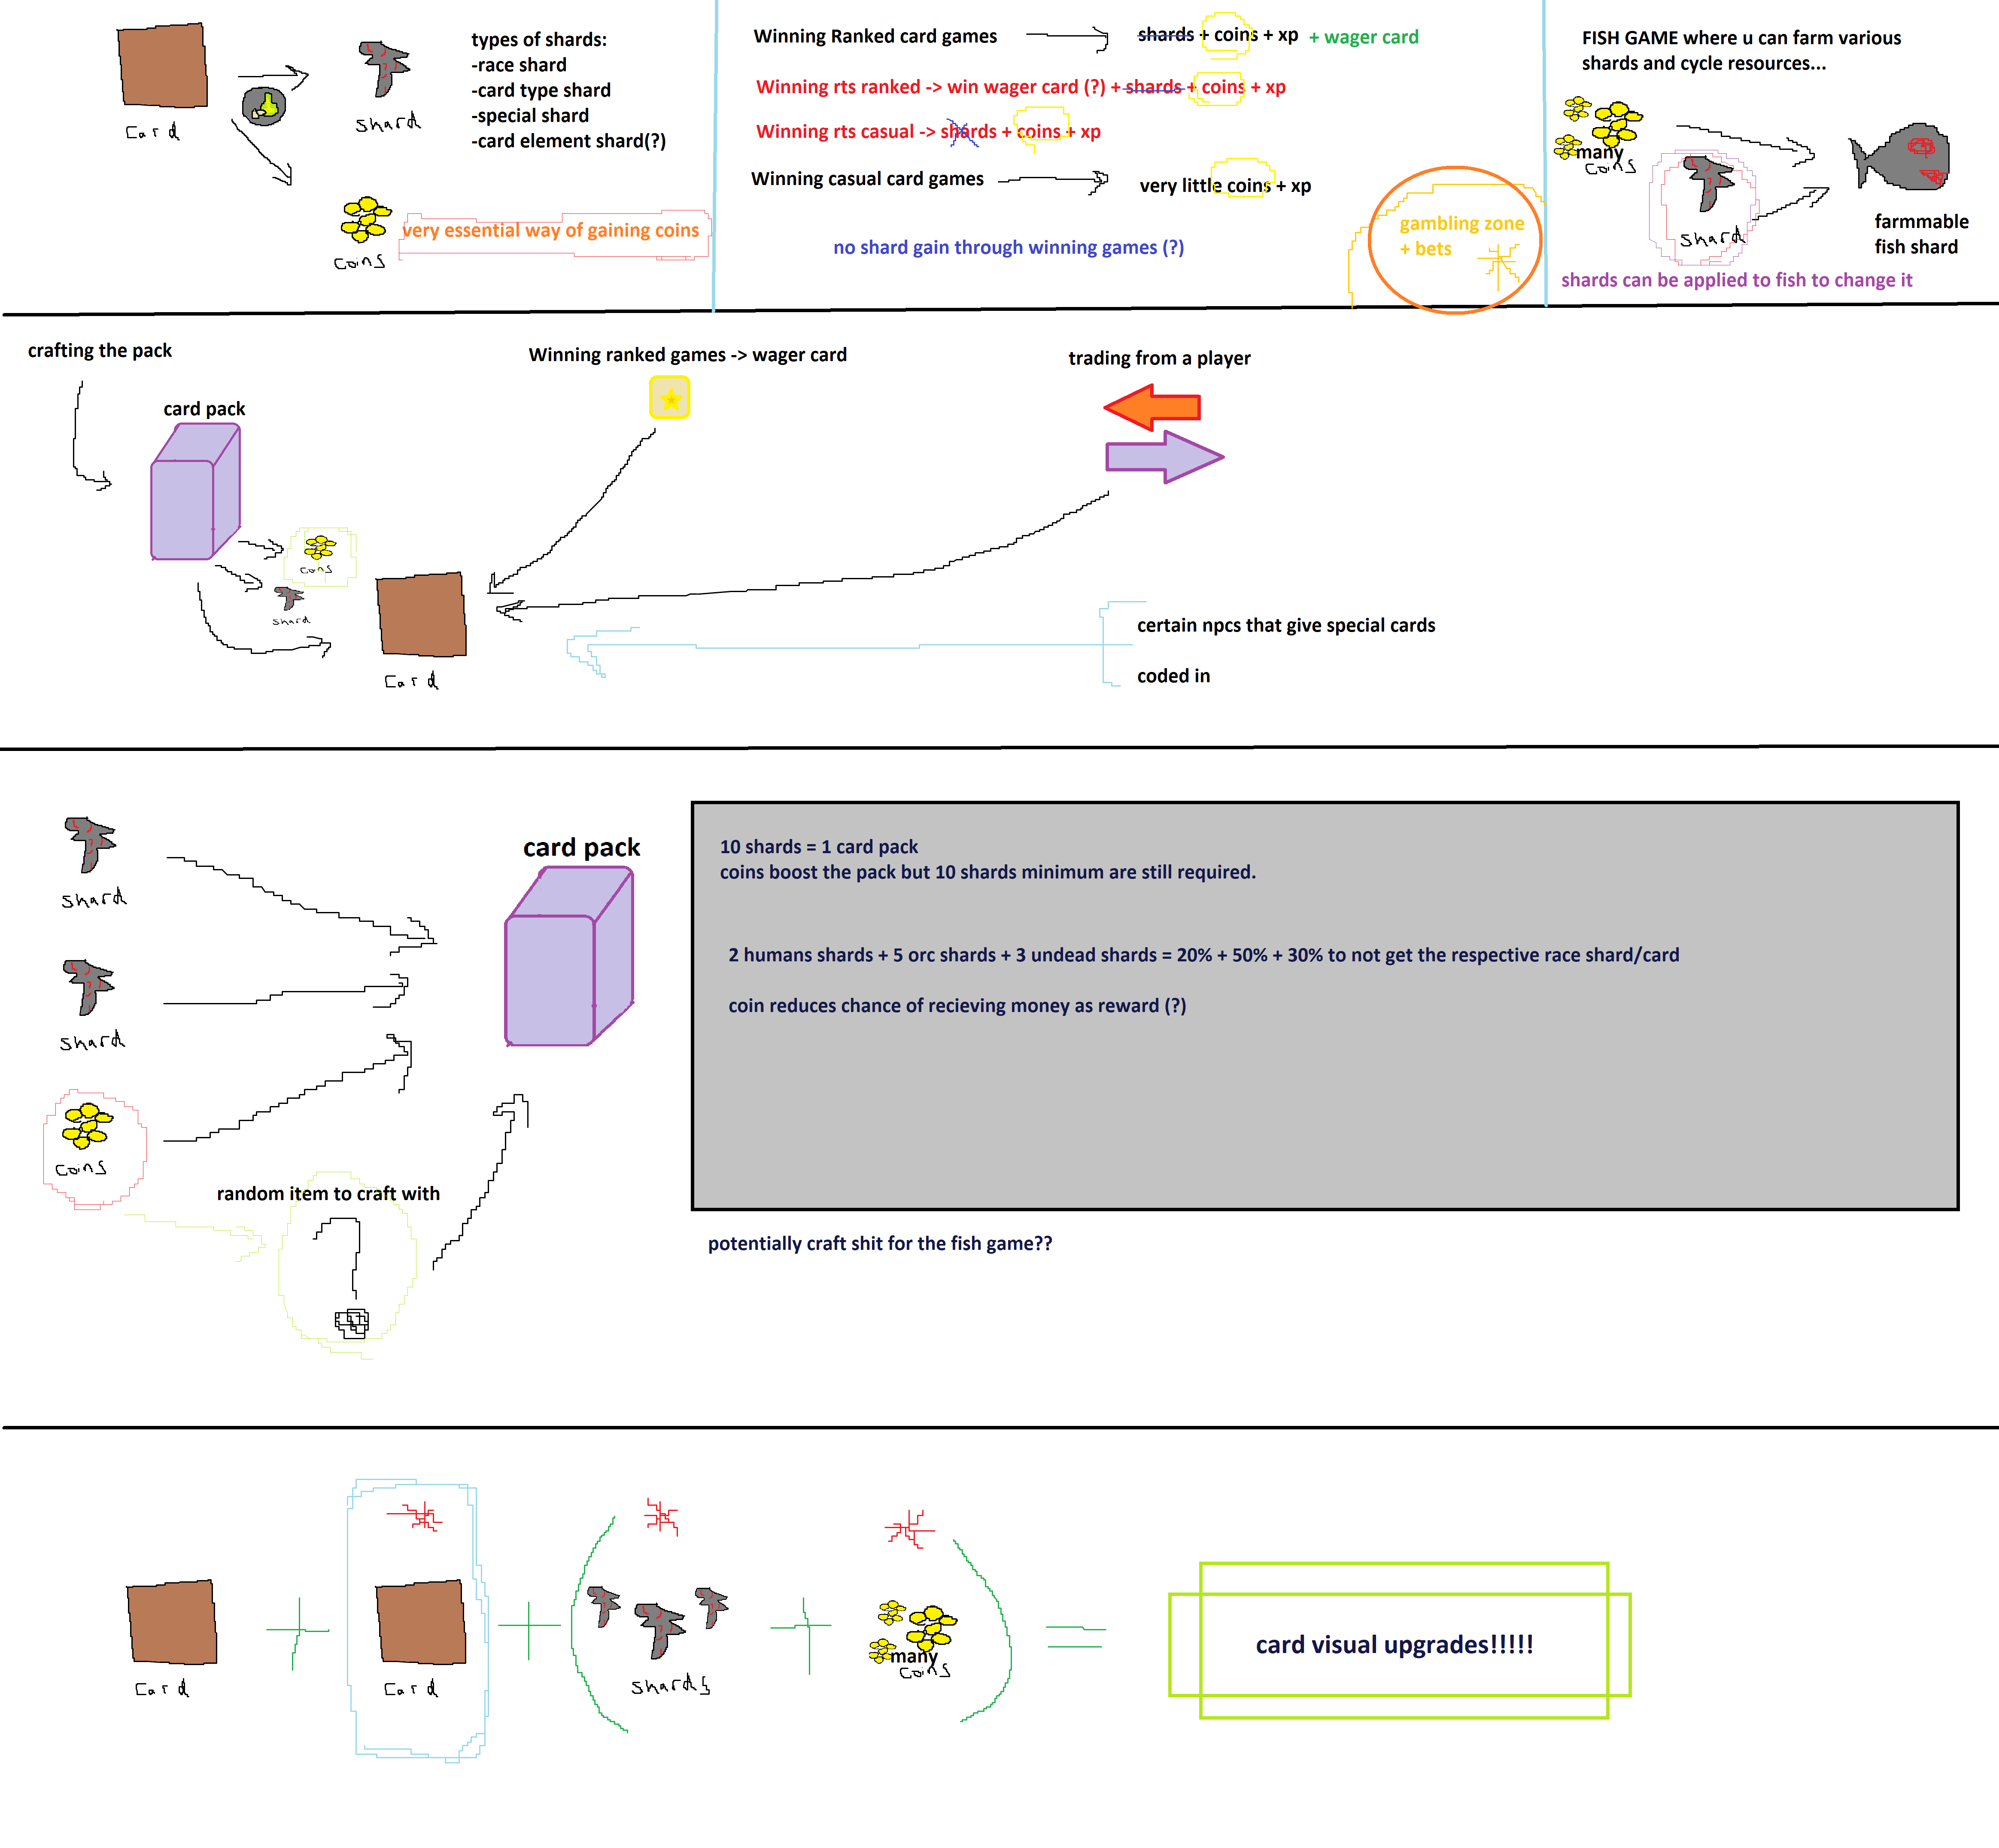 types of shards:
-race shard
-card type shard
-special shard
-card element shard(?)
Card
Shard
very essential way of gaining coins
Coins
Winning Ranked card games
shards + coins + xp + wager card
Winning rts ranked -> win wager card (?) + shards + coins + xp
Winning rts casual -> shards + coins + xp
Winning casual card games
very little coins + xp
no shard gain through winning games (?)
gambling zone
+ bets
FISH GAME where u can farm various
shards and cycle resources...
many
Coins
Shard
farmmable
fish shard
shards can be applied to fish to change it
crafting the pack
card pack
Coins
Shard
Card
Winning ranked games -> wager card
trading from a player
certain npcs that give special cards
coded in
Shard
Shard
Coins
card pack
random item to craft with
?
10 shards = 1 card pack
coins boost the pack but 10 shards minimum are still required.
2 humans shards + 5 orc shards + 3 undead shards = 20% + 50% + 30% to not get the respective race shard/card
coin reduces chance of recieving money as reward (?)
potentially craft shit for the fish game??
Card
+
Card
+
(
Shards
+
many
Coins
)
=
card visual upgrades!!!!!